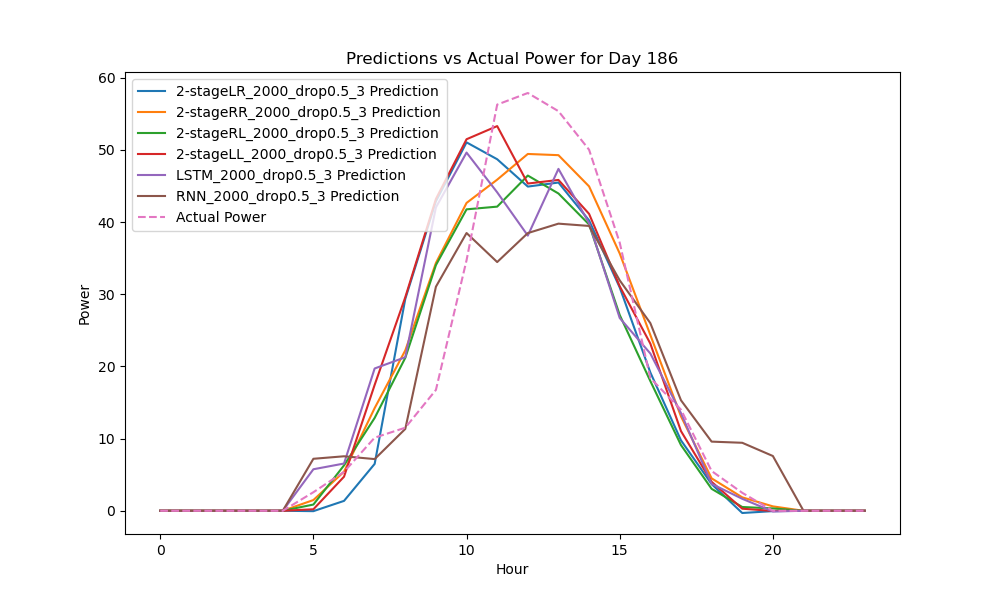 Predictions vs Actual Power for Day 186
60
50
40
30
20
10
0
Power
2-stageLR_2000_drop0.5_3 Prediction
2-stageRR_2000_drop0.5_3 Prediction
2-stageRL_2000_drop0.5_3 Prediction
2-stageLL_2000_drop0.5_3 Prediction
LSTM_2000_drop0.5_3 Prediction
RNN_2000_drop0.5_3 Prediction
Actual Power
0 5 10 15 20
Hour